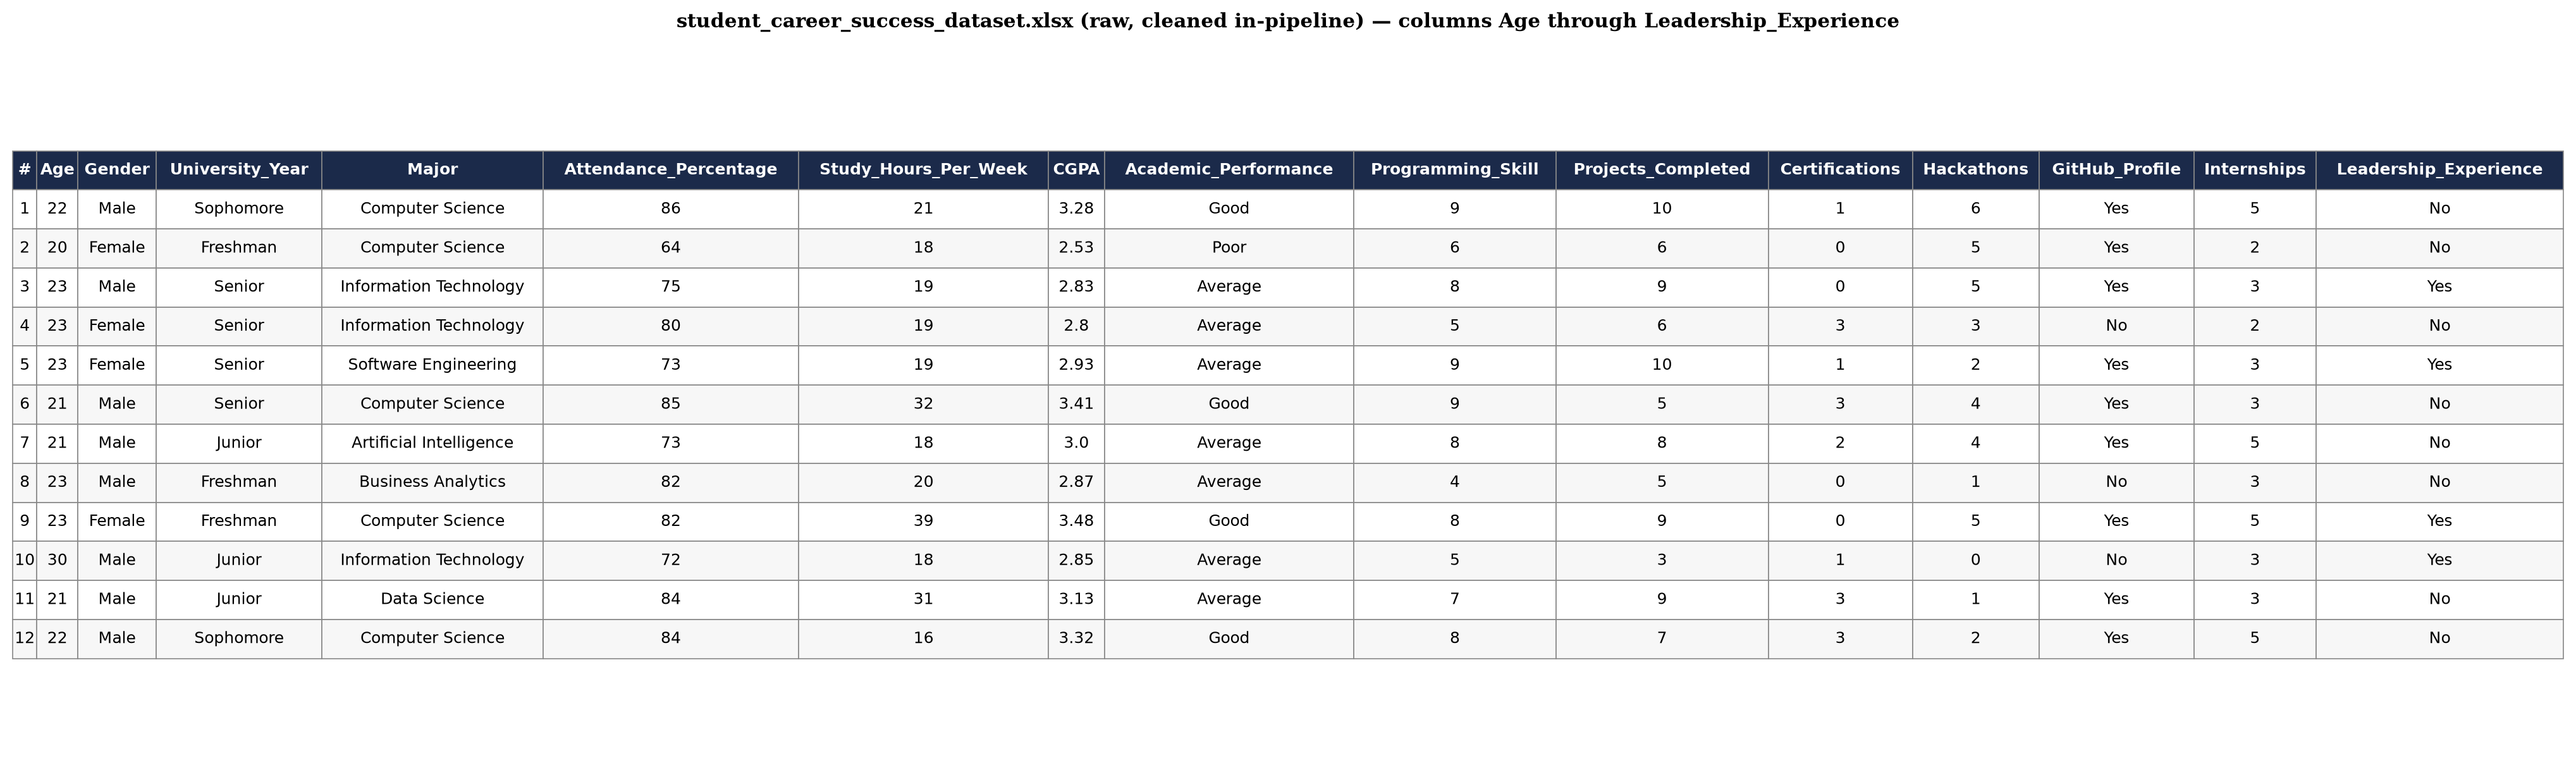 student_career_success_dataset.xlsx (raw, cleaned in-pipeline) — columns Age through Leadership_Experience
# Age Gender University_Year Major Attendance_Percentage Study_Hours_Per_Week CGPA Academic_Performance Programming_Skill Projects_Completed Certifications Hackathons GitHub_Profile Internships Leadership_Experience
1 22 Male Sophomore Computer Science 86 21 3.28 Good 9 10 1 6 Yes 5 No
2 20 Female Freshman Computer Science 64 18 2.53 Poor 6 6 0 5 Yes 2 No
3 23 Male Senior Information Technology 75 19 2.83 Average 8 9 0 5 Yes 3 Yes
4 23 Female Senior Information Technology 80 19 2.8 Average 5 6 3 3 No 2 No
5 23 Female Senior Software Engineering 73 19 2.93 Average 9 10 1 2 Yes 3 Yes
6 21 Male Senior Computer Science 85 32 3.41 Good 9 5 3 4 Yes 3 No
7 21 Male Junior Artificial Intelligence 73 18 3.0 Average 8 8 2 4 Yes 5 No
8 23 Male Freshman Business Analytics 82 20 2.87 Average 4 5 0 1 No 3 No
9 23 Female Freshman Computer Science 82 39 3.48 Good 8 9 0 5 Yes 5 Yes
10 30 Male Junior Information Technology 72 18 2.85 Average 5 3 1 0 No 3 Yes
11 21 Male Junior Data Science 84 31 3.13 Average 7 9 3 1 Yes 3 No
12 22 Male Sophomore Computer Science 84 16 3.32 Good 8 7 3 2 Yes 5 No